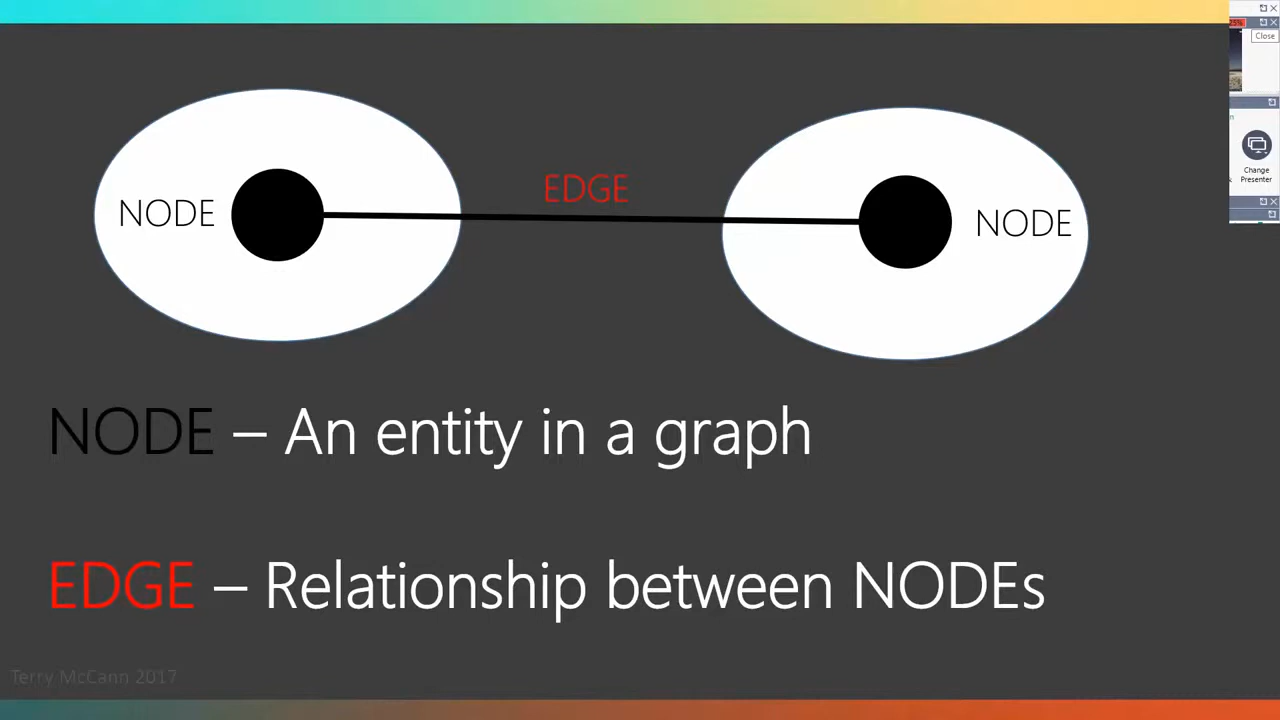 Close
NODE
EDGE
NODE
Change
Presenter
NODE – An entity in a graph
EDGE – Relationship between NODEs
Terry McCann 2017